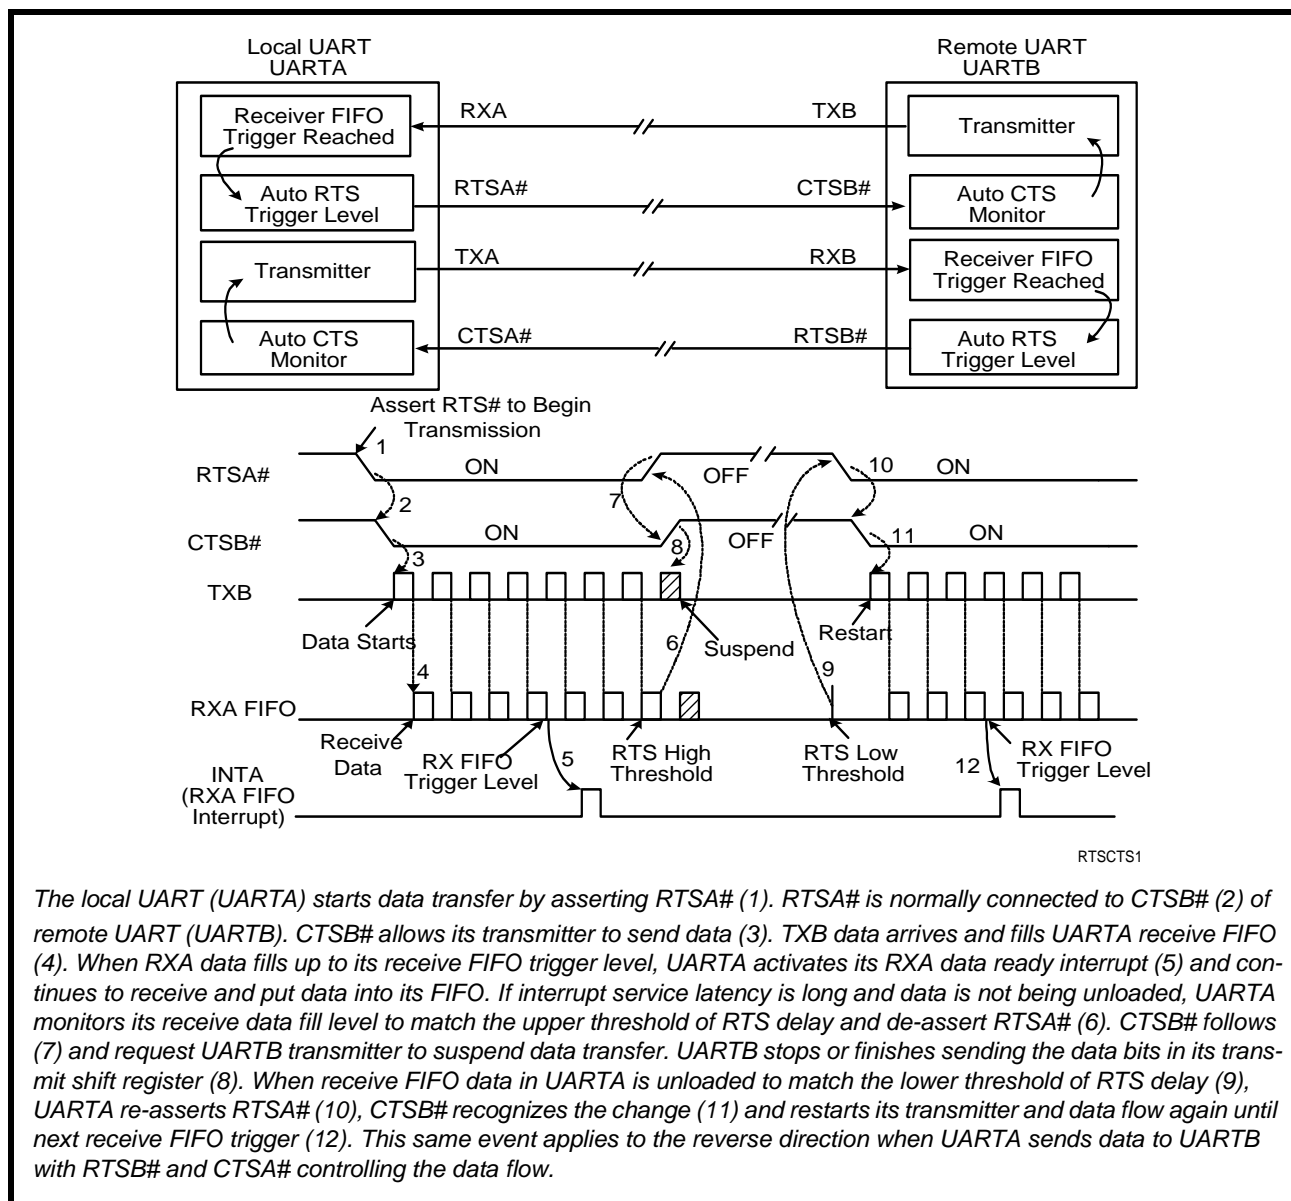 Local UART
UARTA
Remote UART
UARTB
Receiver FIFO
Trigger Reached
RXA
TXB
Transmitter
Auto RTS
Trigger Level
RTSA#
CTSB#
Auto CTS
Monitor
Transmitter
TXA
RXB
Receiver FIFO
Trigger Reached
Auto CTS
Monitor
CTSA#
RTSB#
Auto RTS
Trigger Level
Assert RTS# to Begin
Transmission
1
RTSA#
ON
7
OFF
10
ON
2
CTSB#
ON
8
OFF
11
ON
3
TXB
Data Starts
6
Suspend
Restart
4
9
RXA FIFO
Receive
Data
RX FIFO
Trigger Level
5
RTS High
Threshold
RTS Low
Threshold
12
RX FIFO
Trigger Level
INTA
(RXA FIFO
Interrupt)
RTSCTS1
The local UART (UARTA) starts data transfer by asserting RTSA# (1). RTSA# is normally connected to CTSB# (2) of
remote UART (UARTB). CTSB# allows its transmitter to send data (3). TXB data arrives and fills UARTA receive FIFO
(4). When RXA data fills up to its receive FIFO trigger level, UARTA activates its RXA data ready interrupt (5) and con-
tinues to receive and put data into its FIFO. If interrupt service latency is long and data is not being unloaded, UARTA
monitors its receive data fill level to match the upper threshold of RTS delay and de-assert RTSA# (6). CTSB# follows
(7) and request UARTB transmitter to suspend data transfer. UARTB stops or finishes sending the data bits in its trans-
mit shift register (8). When receive FIFO data in UARTA is unloaded to match the lower threshold of RTS delay (9),
UARTA re-asserts RTSA# (10), CTSB# recognizes the change (11) and restarts its transmitter and data flow again until
next receive FIFO trigger (12). This same event applies to the reverse direction when UARTA sends data to UARTB
with RTSB# and CTSA# controlling the data flow.